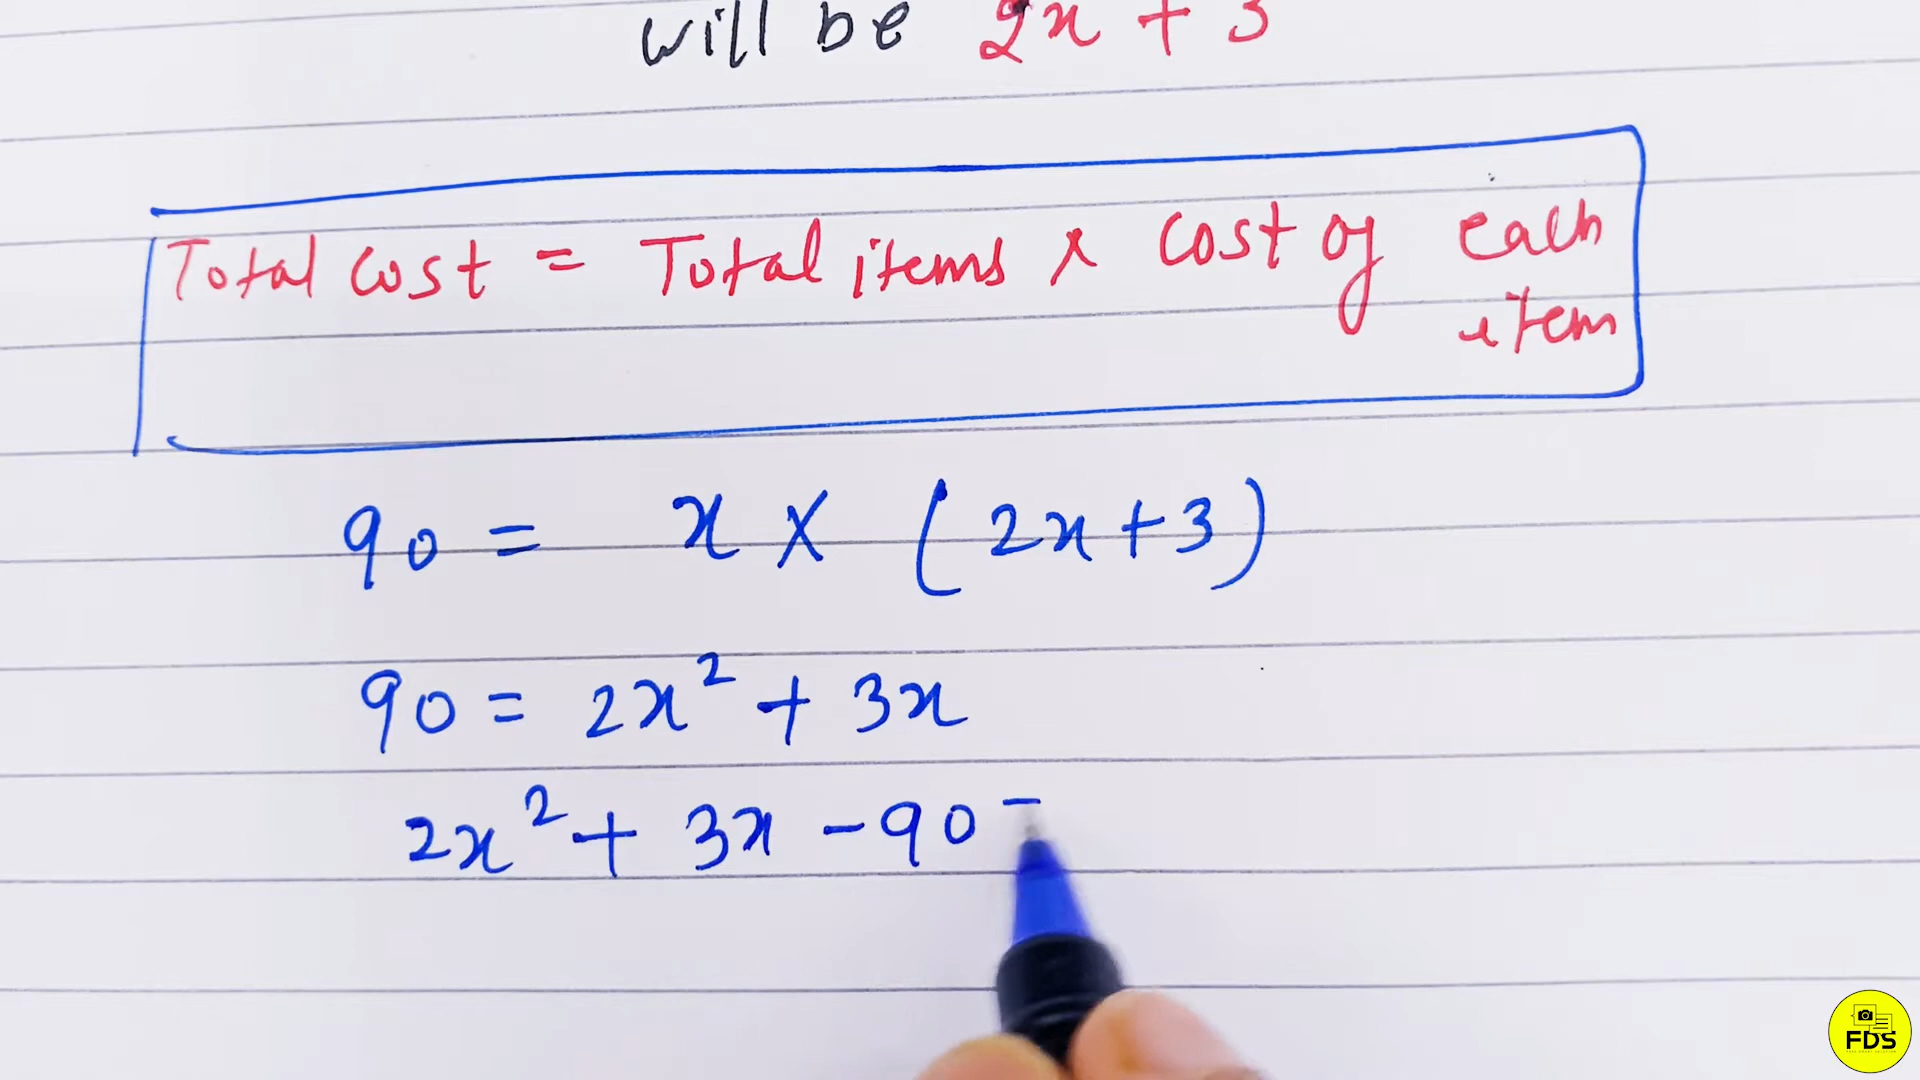 will be 2x + 3
Total cost = Total items × cost of each
item
90 = x × (2x+3)
90 = 2x² + 3x
2x² + 3x - 90 -
FDS